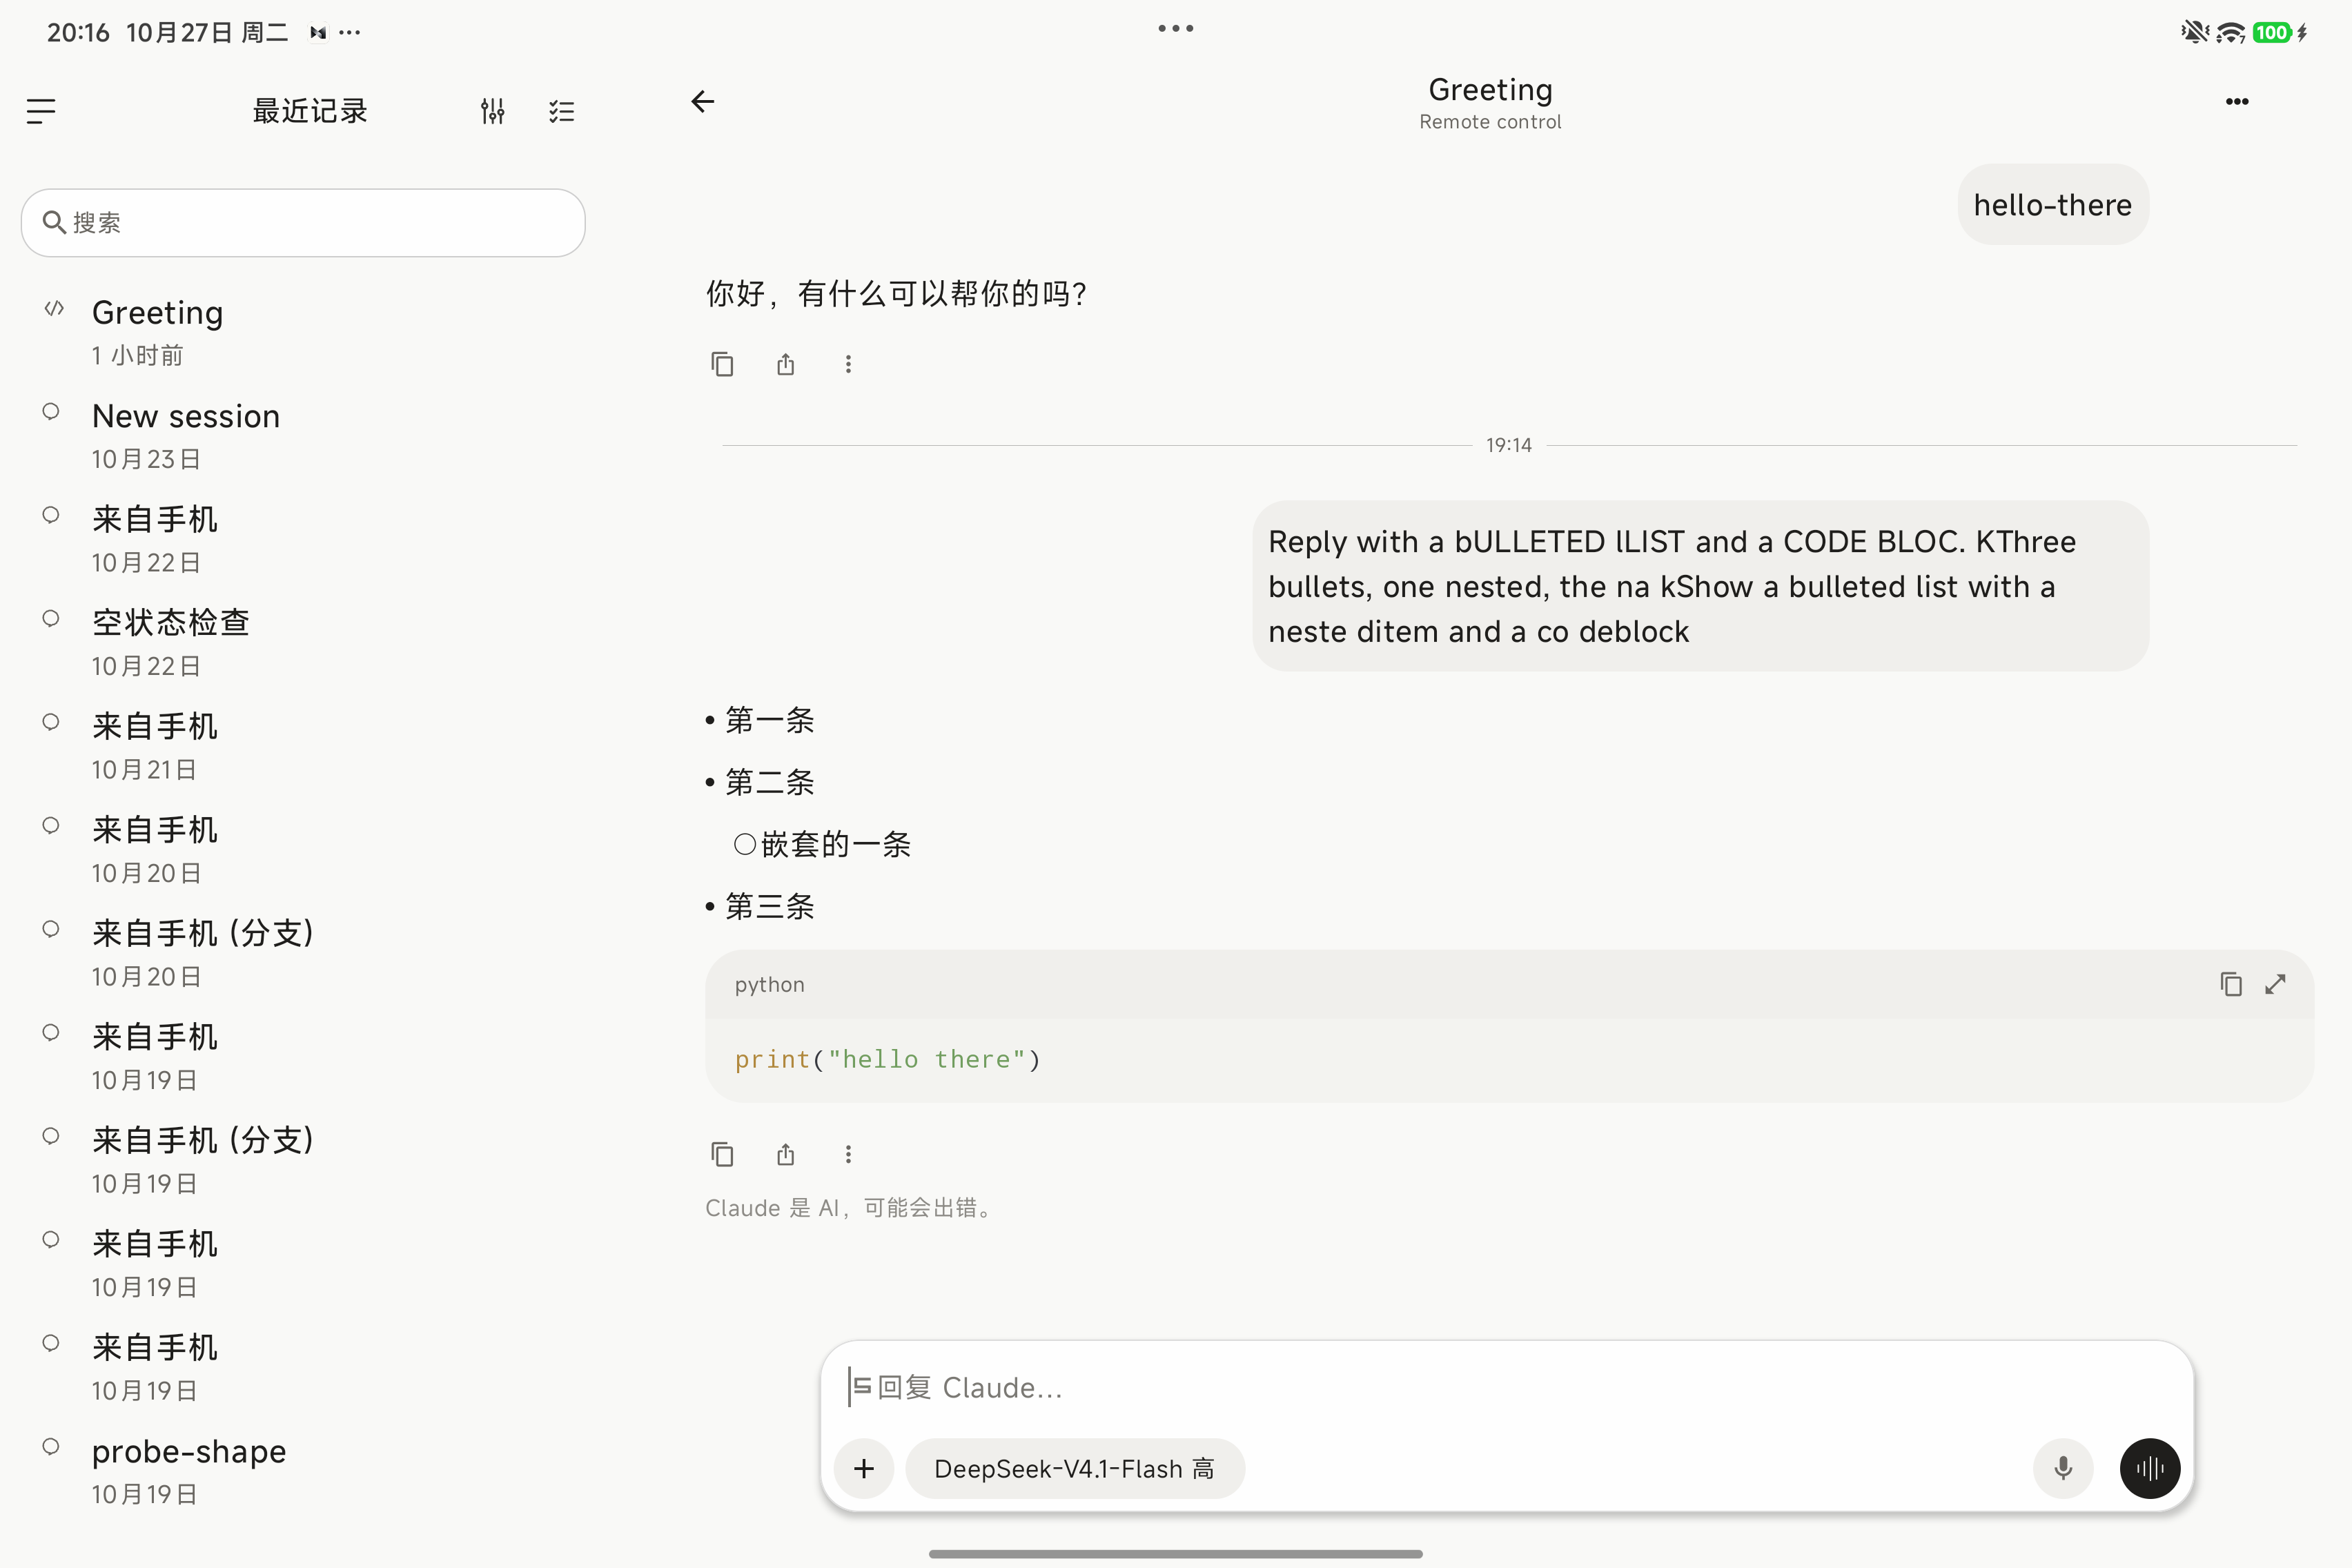 20:16 10月27日 周二
100
最近记录
搜索
Greeting
1 小时前
New session
10月23日
来自手机
10月22日
空状态检查
10月22日
来自手机
10月21日
来自手机
10月20日
来自手机 (分支)
10月20日
来自手机
10月19日
来自手机 (分支)
10月19日
来自手机
10月19日
来自手机
10月19日
probe-shape
10月19日
Greeting
Remote control
hello-there
你好，有什么可以帮你的吗？
19:14
Reply with a bULLETED lLIST and a CODE BLOC. KThree
bullets, one nested, the na kShow a bulleted list with a
neste ditem and a co deblock
• 第一条
• 第二条
○嵌套的一条
• 第三条
python
print("hello there")
Claude 是 AI，可能会出错。
回复 Claude...
DeepSeek-V4.1-Flash 高